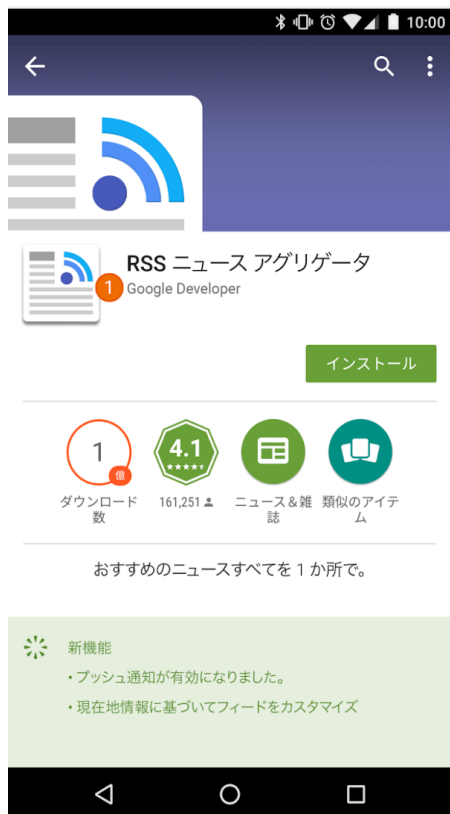 10:00
RSS ニュース アグリゲータ
1
Google Developer
インストール
1
億
4.1
ダウンロード
数
161,251
ニュース＆雑
誌
類似のアイテ
ム
おすすめのニュースすべてを 1 か所で。
新機能
・プッシュ通知が有効になりました。
・現在地情報に基づいてフィードをカスタマイズ